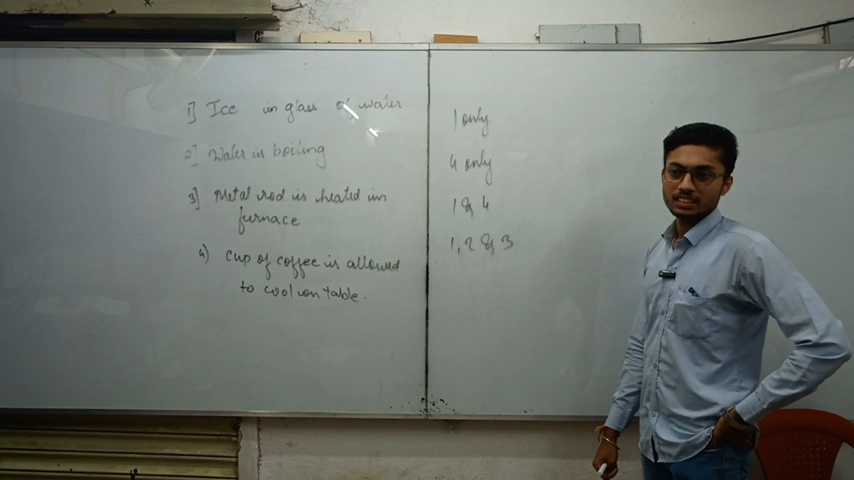 1] Ice in glass of water.
2] Water is boiling
3] Metal rod is heated in
furnace
4) cup of coffee is allowed
to cool on table.
1 only
4 only
1 & 4
1, 2 & 3